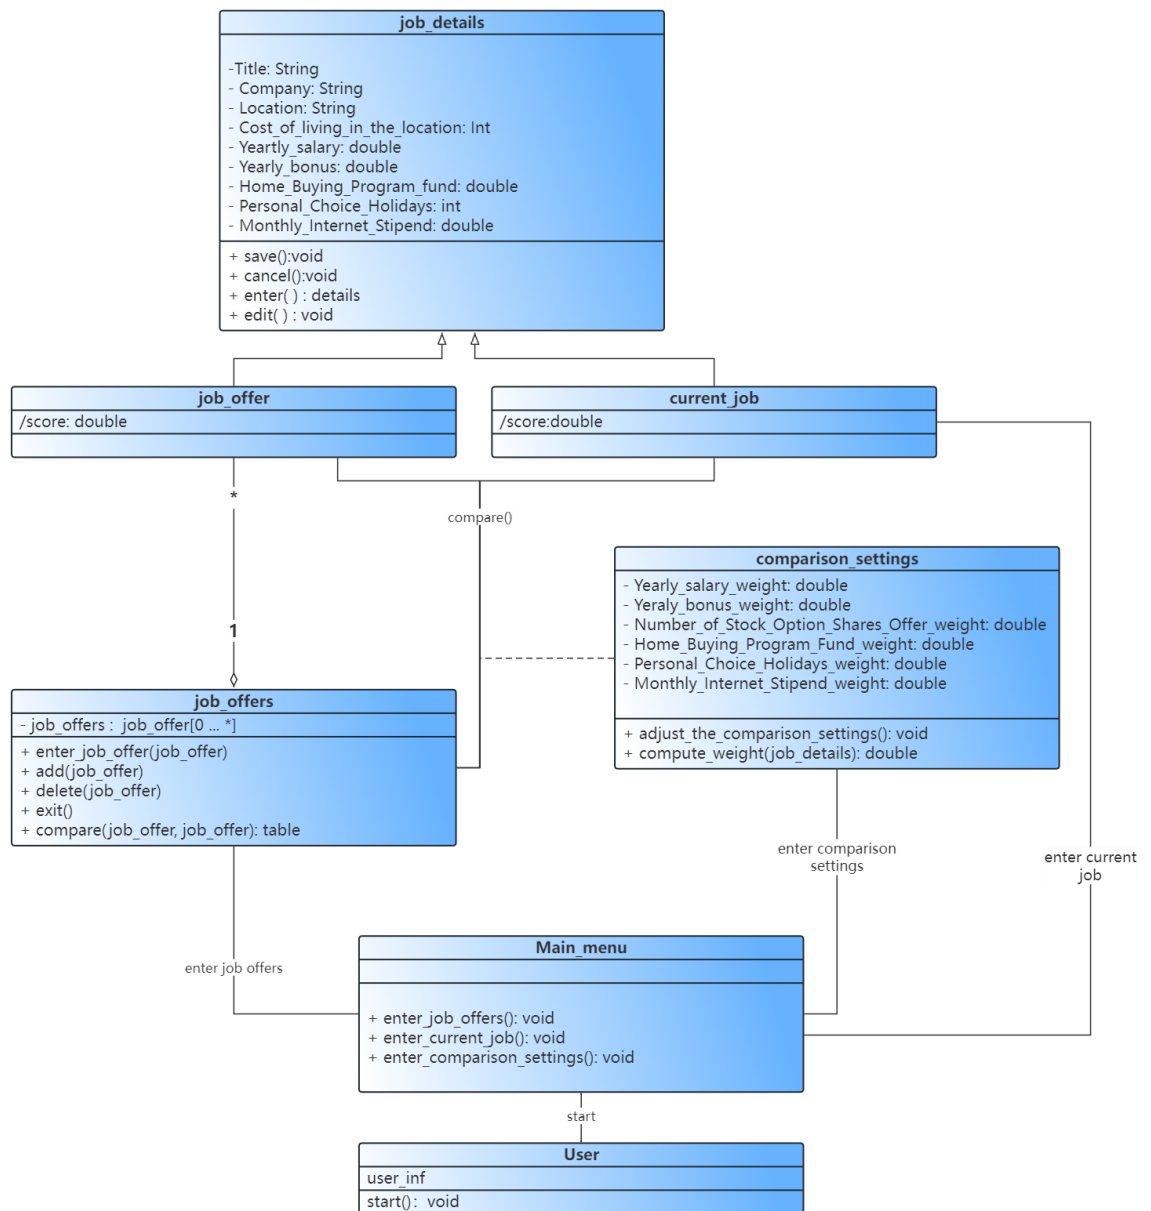 job_details
-Title: String
- Company: String
- Location: String
- Cost_of_living_in_the_location: Int
- Yeartly_salary: double
- Yearly_bonus: double
- Home_Buying_Program_fund: double
- Personal_Choice_Holidays: int
- Monthly_Internet_Stipend: double
+ save():void
+ cancel():void
+ enter( ) : details
+ edit( ) : void
job_offer
/score: double
current_job
/score:double
*
compare()
comparison_settings
- Yearly_salary_weight: double
- Yeraly_bonus_weight: double
- Number_of_Stock_Option_Shares_Offer_weight: double
- Home_Buying_Program_Fund_weight: double
- Personal_Choice_Holidays_weight: double
- Monthly_Internet_Stipend_weight: double
+ adjust_the_comparison_settings(): void
+ compute_weight(job_details): double
1
job_offers
- job_offers : job_offer[0 ... *]
+ enter_job_offer(job_offer)
+ add(job_offer)
+ delete(job_offer)
+ exit()
+ compare(job_offer, job_offer): table
enter comparison
settings
enter current
job
enter job offers
Main_menu
+ enter_job_offers(): void
+ enter_current_job(): void
+ enter_comparison_settings(): void
start
User
user_inf
start() : void